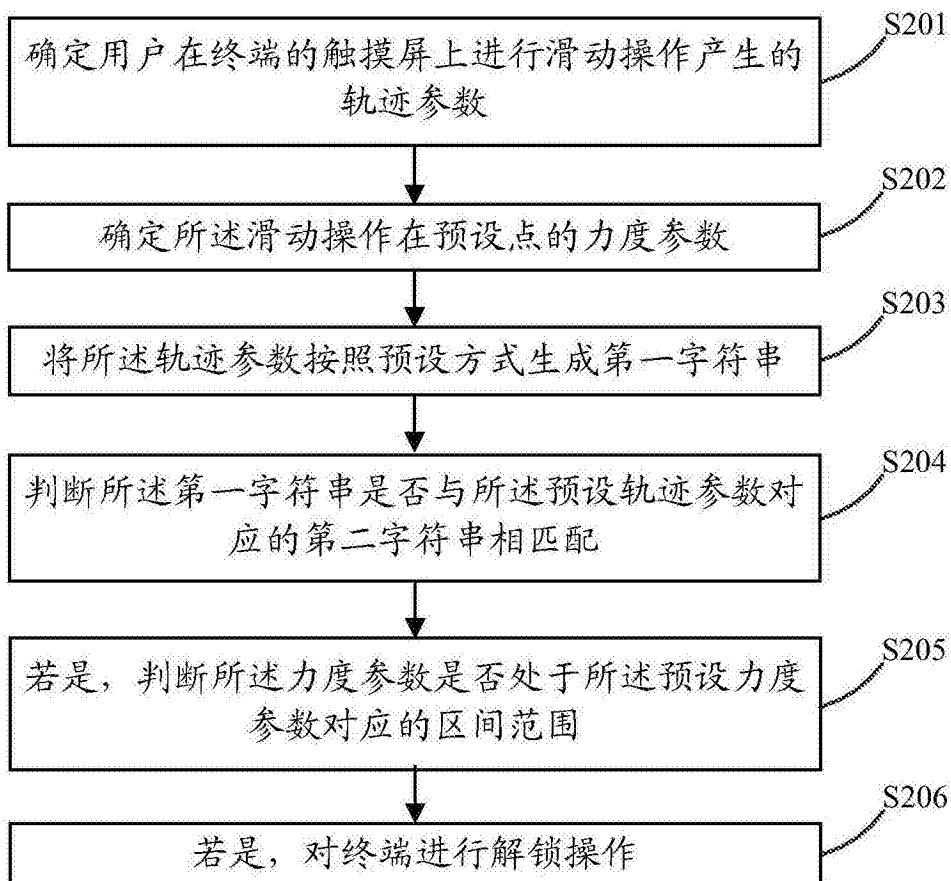 S201
确定用户在终端的触摸屏上进行滑动操作产生的
轨迹参数
S202
确定所述滑动操作在预设点的力度参数
S203
将所述轨迹参数按照预设方式生成第一字符串
S204
判断所述第一字符串是否与所述预设轨迹参数对
应的第二字符串相匹配
S205
若是，判断所述力度参数是否处于所述预设力度
参数对应的区间范围
S206
若是，对终端进行解锁操作